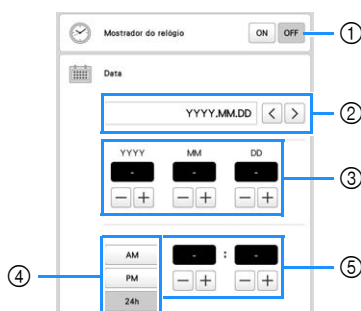 Mostrador do relógio ON OFF ①
Data
YYYY.MM.DD < > ②
YYYY MM DD
- - - ③
− + − + − +
AM - : - ⑤
④ PM − + − +
24h